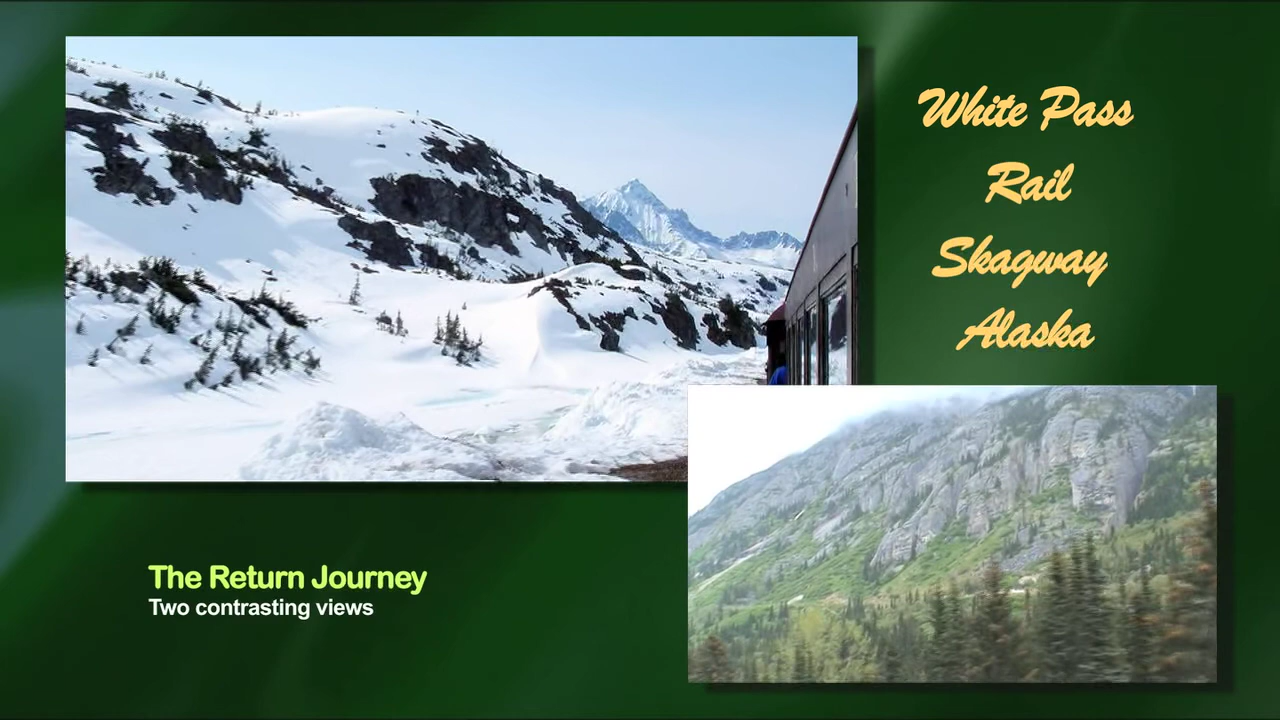 White Pass
Rail
Skagway
Alaska
The Return Journey
Two contrasting views